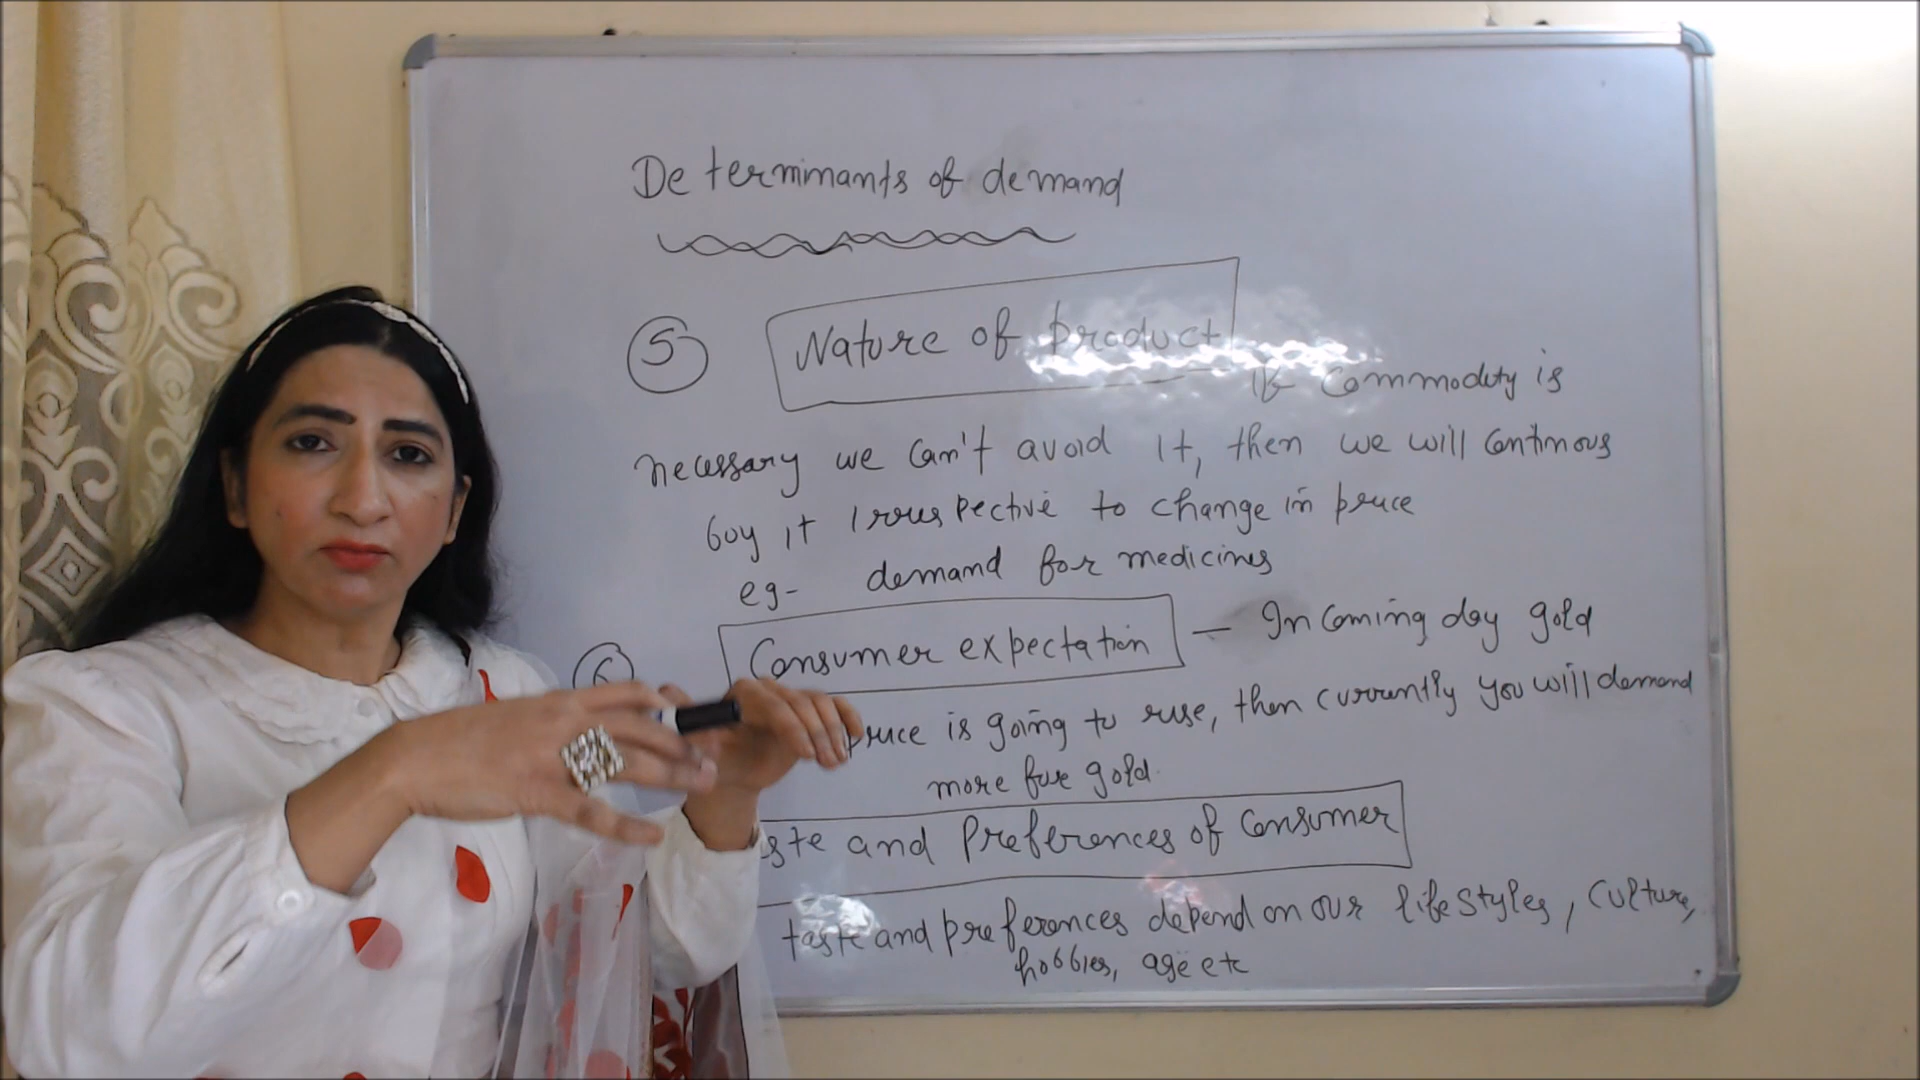 Determinants of demand
5 Nature of product
If Commodity is
necessary we can't avoid It, then we will continous
buy it Irrespective to change in price
eg- demand for medicines
6 Consumer expectation — In coming day gold
price is going to rise, then currently you will demand
more for gold.
ste and Preferences of Consumer
taste and preferences depend on our lifestyles, culture,
hobbies, age etc